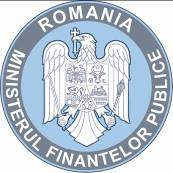 ROMANIA
MINISTERUL FINANTELOR PUBLICE